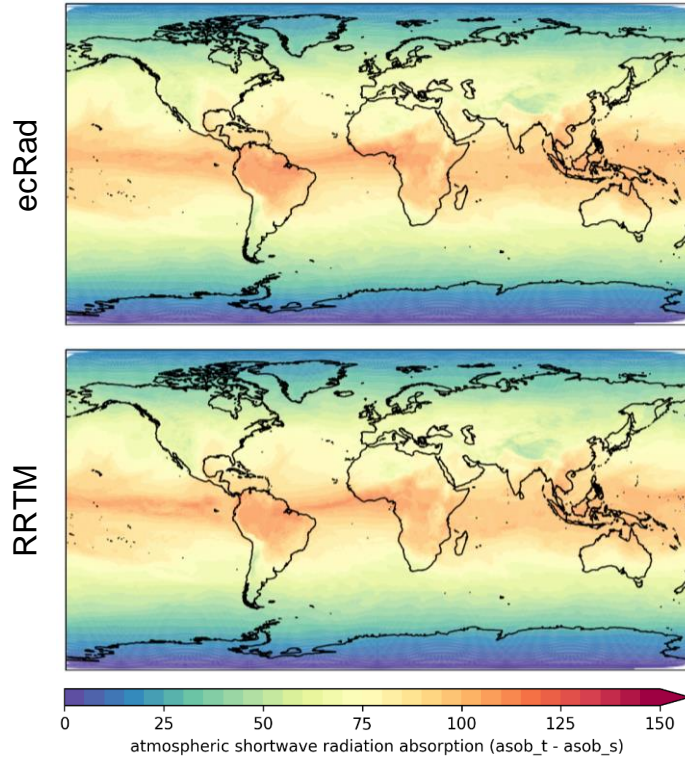 ecRad
RRTM
0 25 50 75 100 125 150
atmospheric shortwave radiation absorption (asob_t - asob_s)